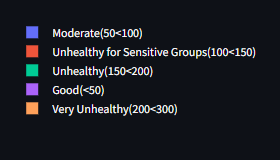 Moderate(50<100)
Unhealthy for Sensitive Groups(100<150)
Unhealthy(150<200)
Good(<50)
Very Unhealthy(200<300)